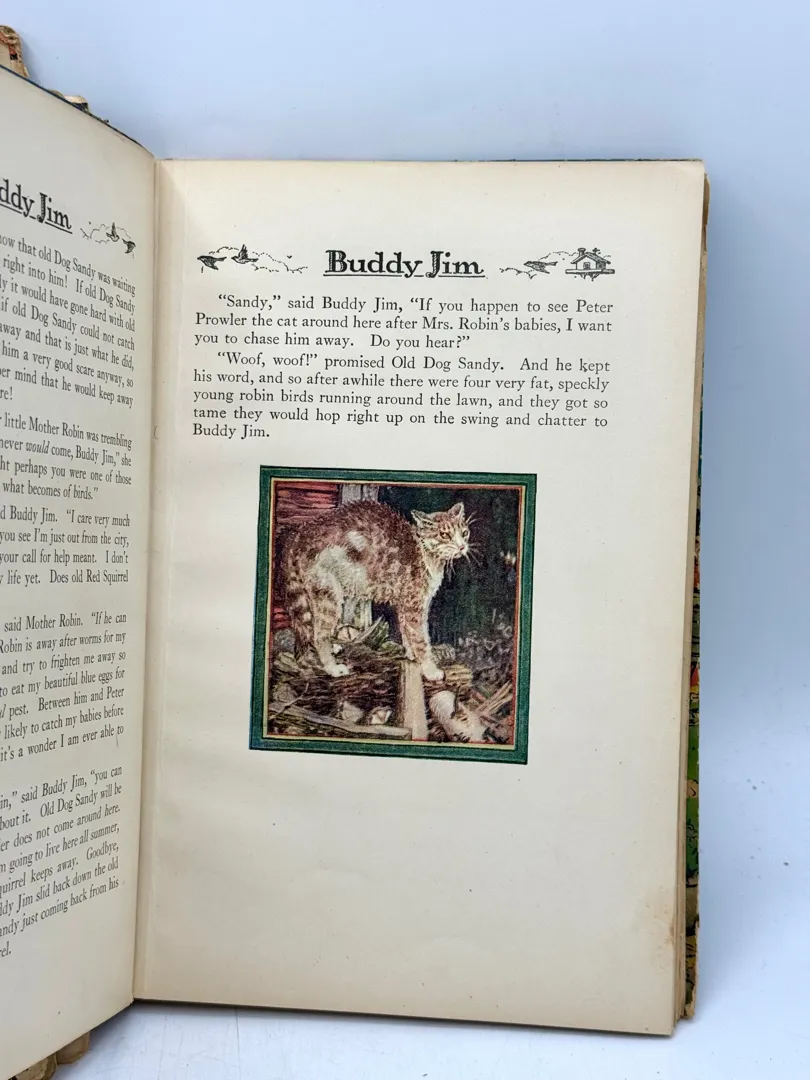 ddy Jim
now that old Dog Sandy was waiting
right into him! If old Dog Sandy
ly it would have gone hard with old
if old Dog Sandy could not catch
away and that is just what he did,
him a very good scare anyway, so
per mind that he would keep away
re!
little Mother Robin was trembling
never would come, Buddy Jim," she
ht perhaps you were one of those
what becomes of birds."
d Buddy Jim. "I care very much
you see I'm just out from the city,
your call for help meant. I don't
y life yet. Does old Red Squirrel
said Mother Robin. "If he can
Robin is away after worms for my
and try to frighten me away so
to eat my beautiful blue eggs for
pest. Between him and Peter
likely to catch my babies before
it's a wonder I am ever able to
in," said Buddy Jim, "you can
bout it. Old Dog Sandy will be
er does not come around here.
m going to live here all summer,
quirrel keeps away. Goodbye,
ddy Jim slid back down the old
andy just coming back from his
rel.
Buddy Jim
"Sandy," said Buddy Jim, "If you happen to see Peter
Prowler the cat around here after Mrs. Robin's babies, I want
you to chase him away. Do you hear?"
"Woof, woof!" promised Old Dog Sandy. And he kept
his word, and so after awhile there were four very fat, speckly
young robin birds running around the lawn, and they got so
tame they would hop right up on the swing and chatter to
Buddy Jim.